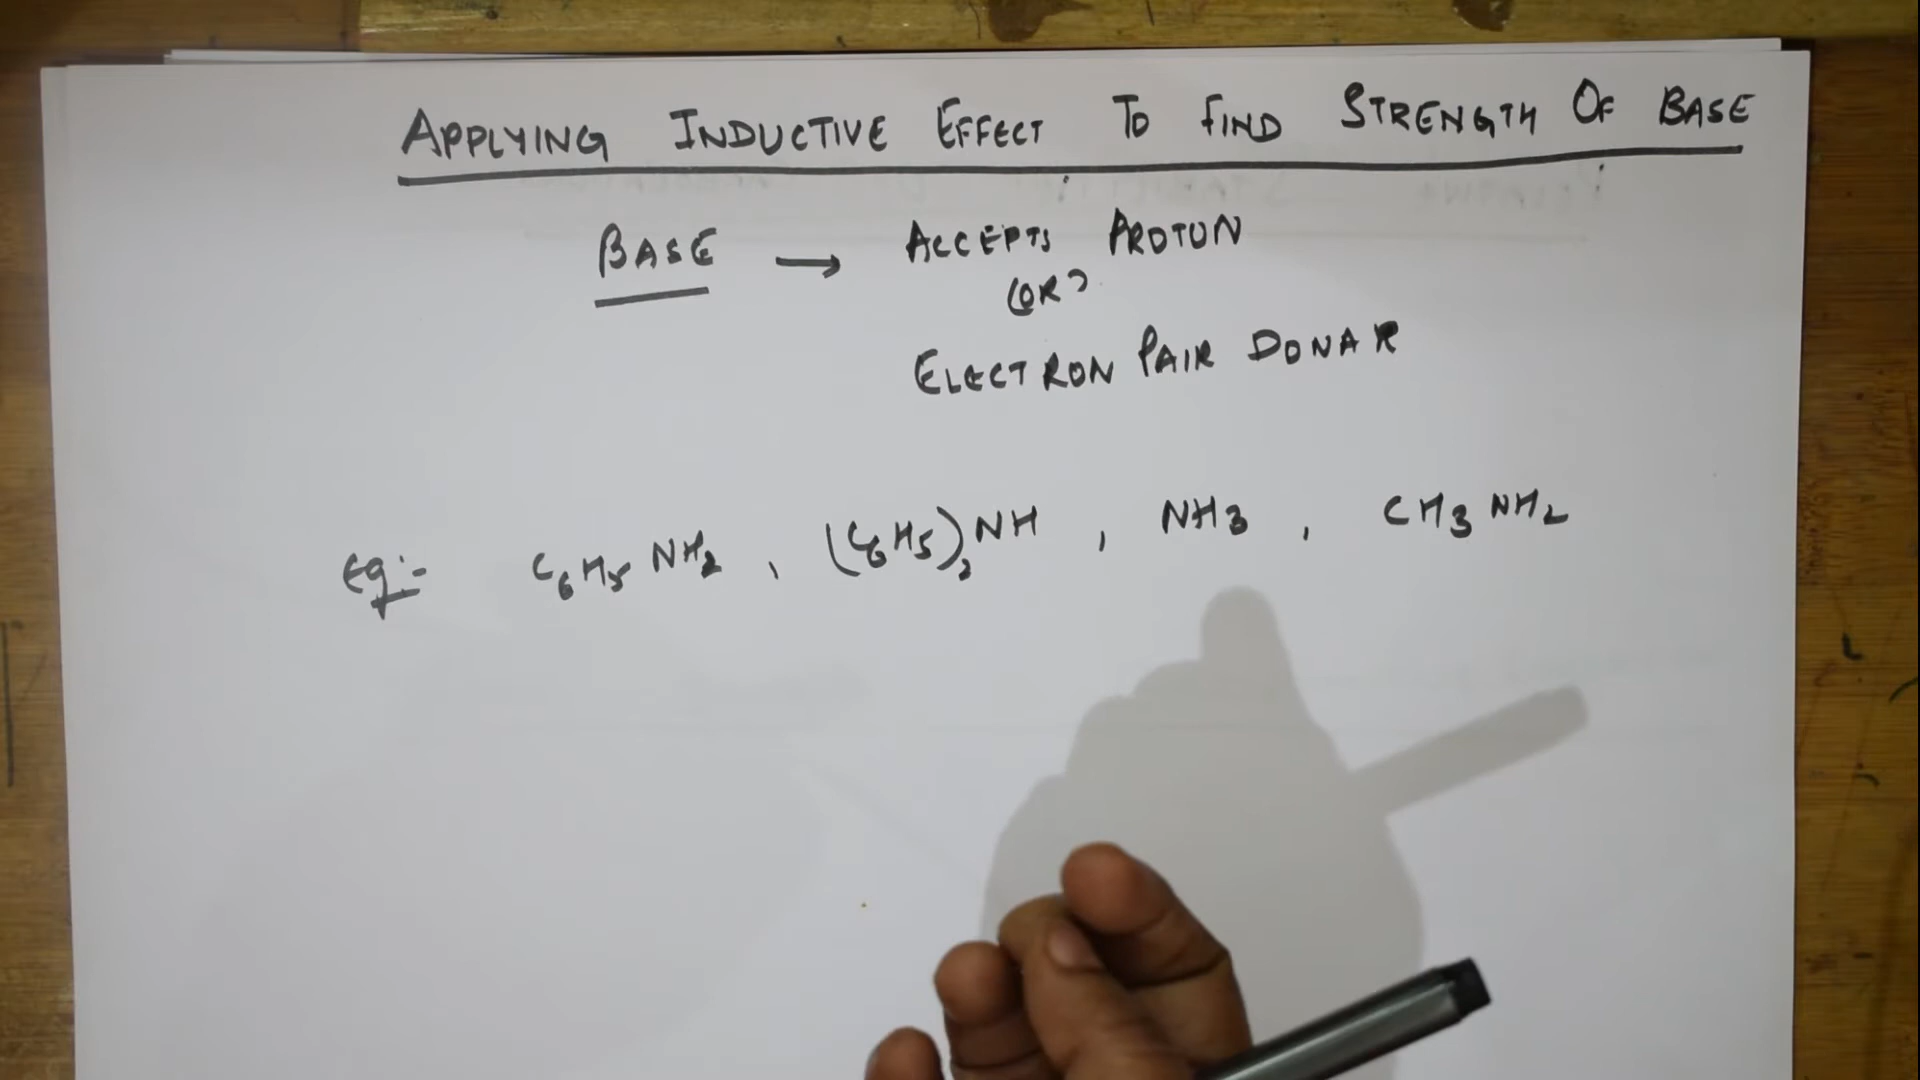 APPLYING INDUCTIVE EFFECT TO FIND STRENGTH OF BASE
BASE → ACCEPTS PROTON
(OR)
ELECTRON PAIR DONAR
Eg:- C₆H₅NH₂, (C₆H₅)₂NH, NH₃, CH₃NH₂